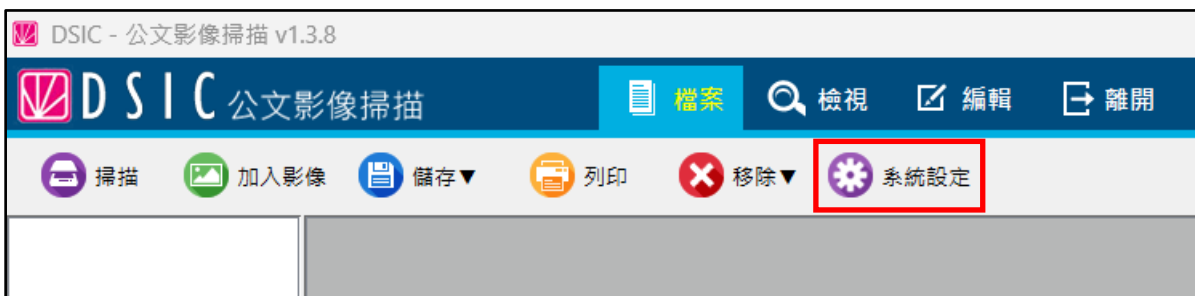 DSIC - 公文影像掃描 v1.3.8
DSIC 公文影像掃描 檔案 檢視 編輯 離開
掃描 加入影像 儲存▼ 列印 移除▼ 系統設定